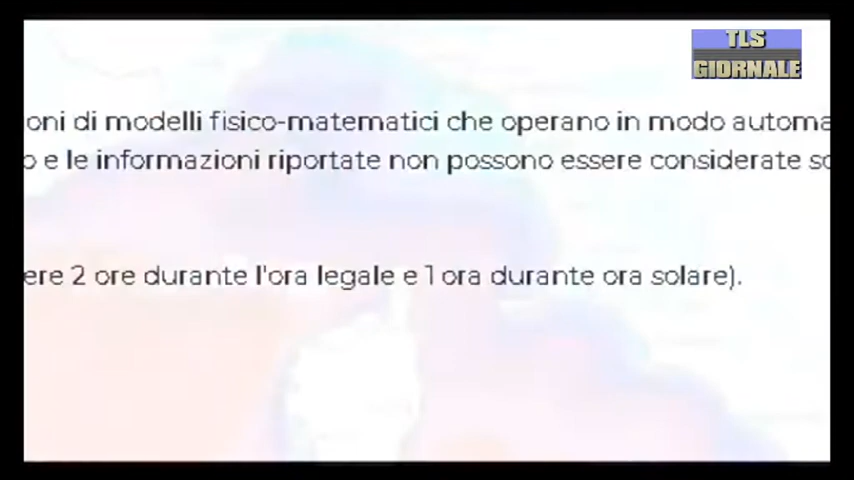 TLS
GIORNALE
oni di modelli fisico-matematici che operano in modo automa
o e le informazioni riportate non possono essere considerate so
ere 2 ore durante l'ora legale e 1 ora durante ora solare).